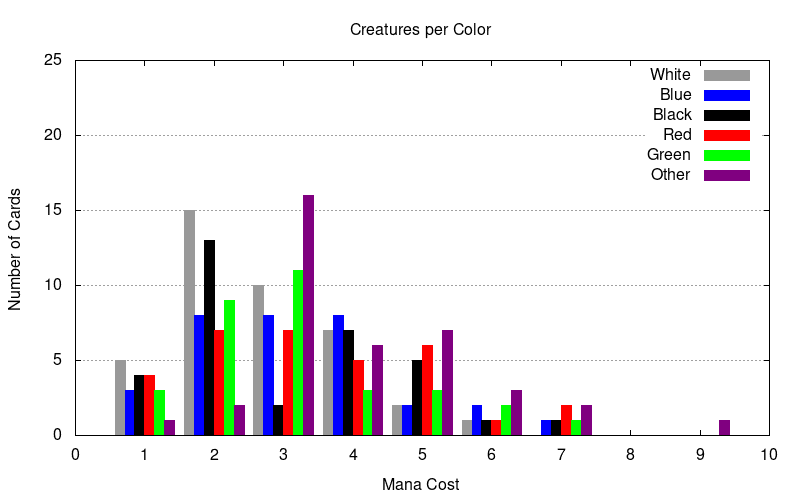 Creatures per Color
25
20
15
10
5
0
Number of Cards
White
Blue
Black
Red
Green
Other
0 1 2 3 4 5 6 7 8 9 10
Mana Cost